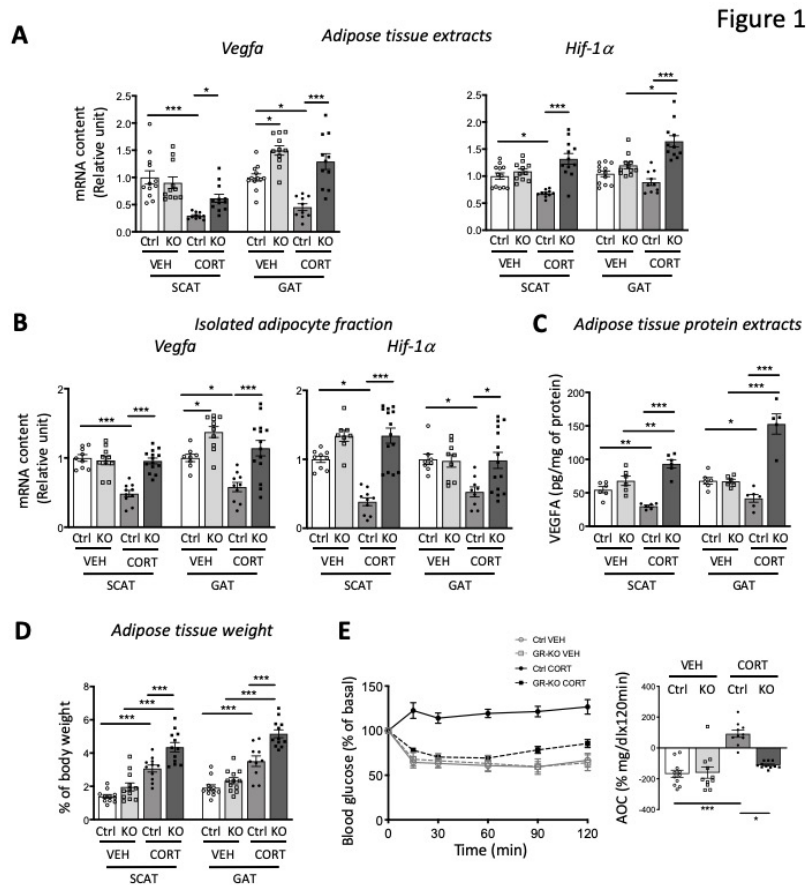 Figure 1
A
Adipose tissue extracts
Vegfa
Hif-1α
mRNA content
(Relative unit)
2.5
2.0
1.5
1.0
0.5
0.0
***
*
*
*
***
Ctrl KO Ctrl KO Ctrl KO Ctrl KO
VEH CORT VEH CORT
SCAT GAT
2.5
2.0
1.5
1.0
0.5
0.0
*
***
*
***
Ctrl KO Ctrl KO Ctrl KO Ctrl KO
VEH CORT VEH CORT
SCAT GAT
B
Isolated adipocyte fraction
Vegfa
Hif-1α
mRNA content
(Relative unit)
2
1
0
***
***
*
*
***
Ctrl KO Ctrl KO Ctrl KO Ctrl KO
VEH CORT VEH CORT
SCAT GAT
2
1
0
*
***
*
*
Ctrl KO Ctrl KO Ctrl KO Ctrl KO
VEH CORT VEH CORT
SCAT GAT
C
Adipose tissue protein extracts
VEGFA (pg/mg of protein)
200
150
100
50
0
**
**
***
*
***
***
Ctrl KO Ctrl KO Ctrl KO Ctrl KO
VEH CORT VEH CORT
SCAT GAT
D
Adipose tissue weight
% of body weight
8
6
4
2
0
***
***
***
***
***
***
Ctrl KO Ctrl KO Ctrl KO Ctrl KO
VEH CORT VEH CORT
SCAT GAT
E
Ctrl VEH
GR-KO VEH
Ctrl CORT
GR-KO CORT
Blood glucose (% of basal)
150
100
50
0
0 30 60 90 120
Time (min)
AOC (% mg/dlx120min)
VEH CORT
Ctrl KO Ctrl KO
400
200
0
-200
-400
***
*